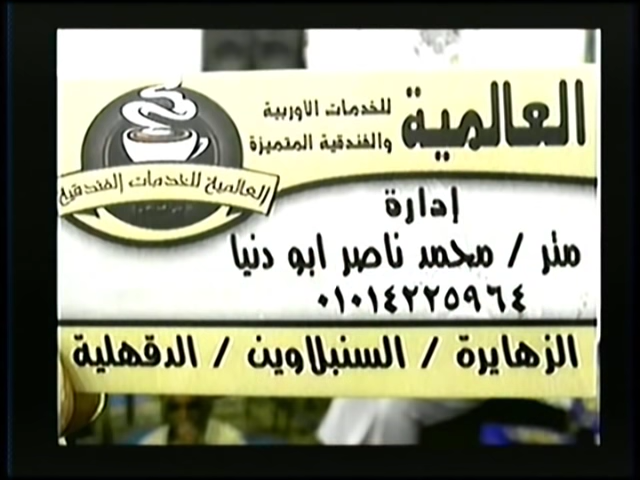 العالمية
للخدمات الاوربية
والفندقية المتميزة
العالمية للخدمات الفندقية
إدارة
متر / محمد ناصر ابو دنيا
٠١٠١٤٢٢٥٩٦٤
الزهايرة / السنبلاوين / الدقهلية